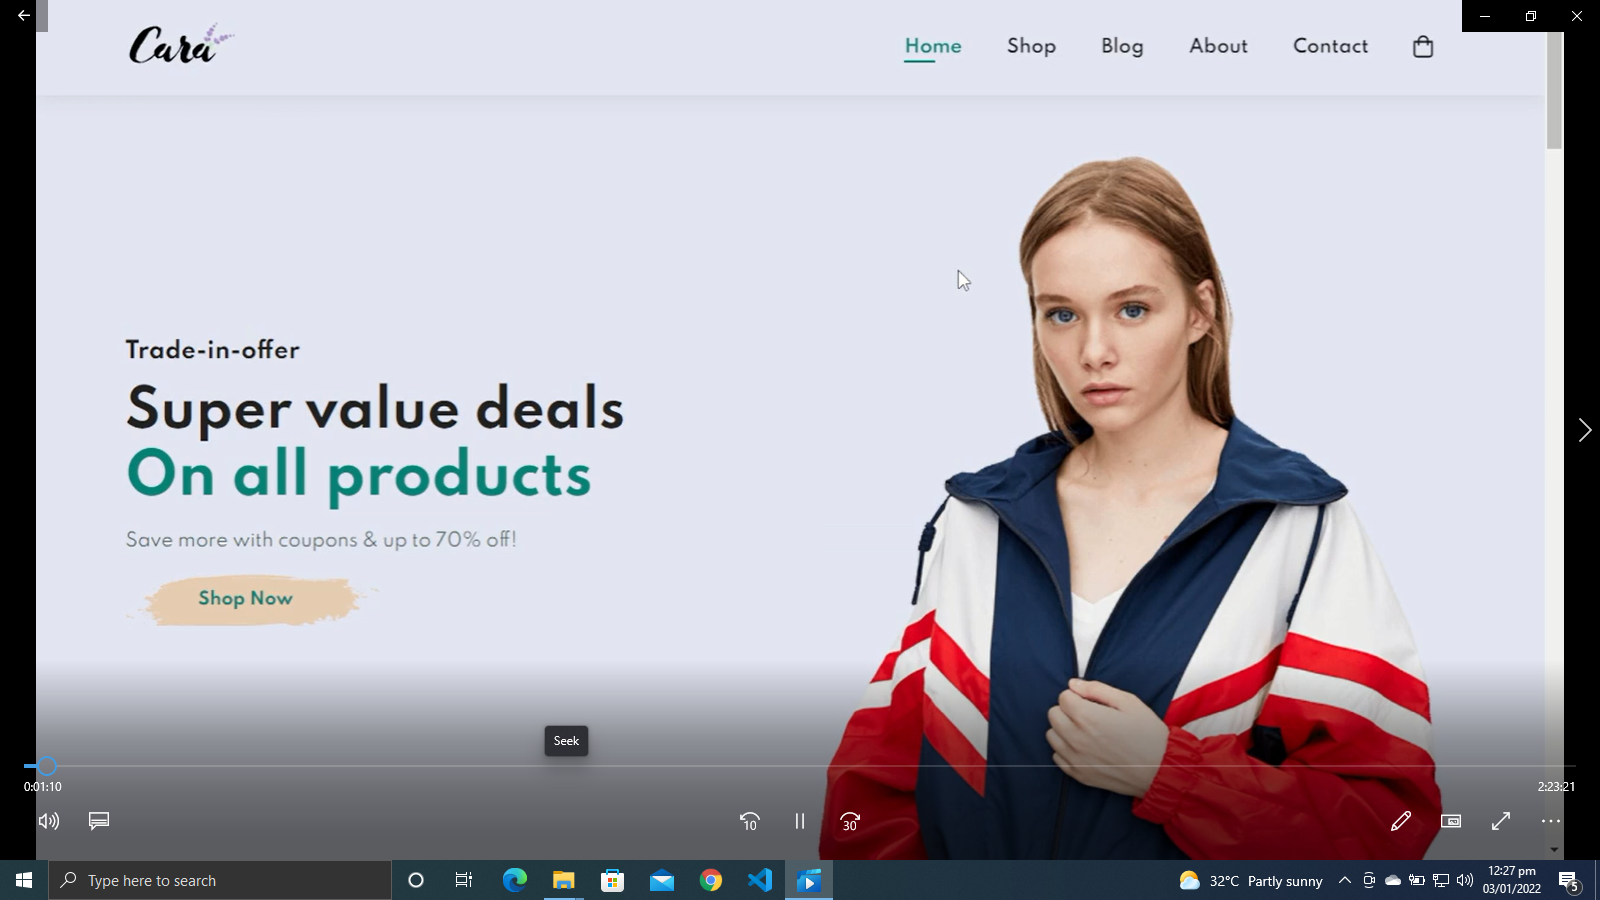 Cara
Home Shop Blog About Contact
Trade-in-offer
Super value deals
On all products
Save more with coupons & up to 70% off!
Shop Now
Seek
0:01:10
2:23:21
10
30
Type here to search
32°C Partly sunny
12:27 pm
03/01/2022
5